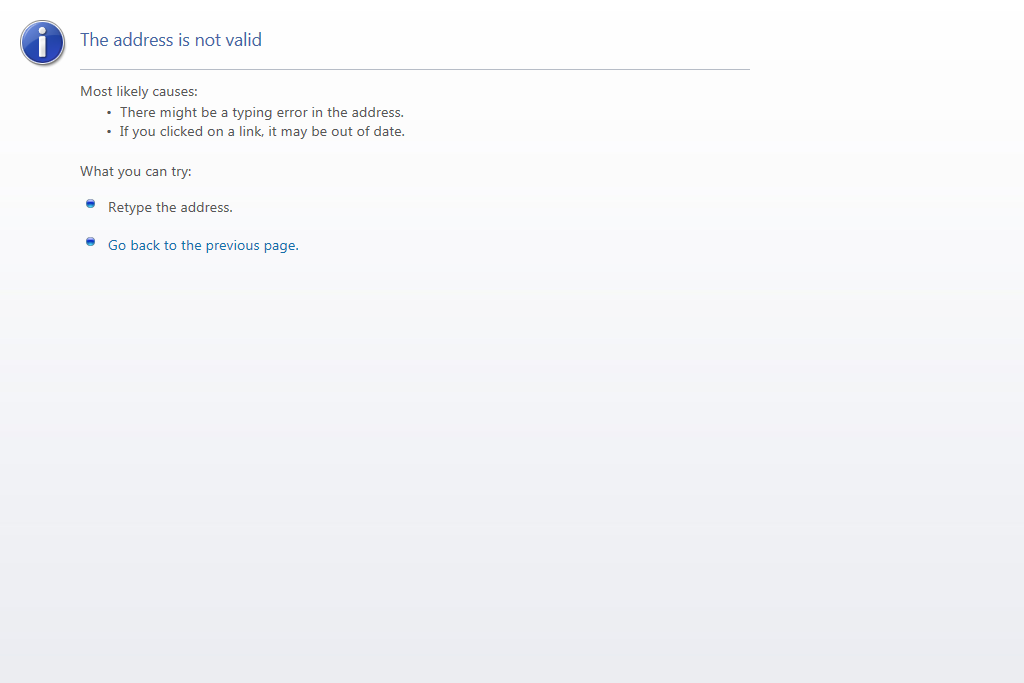 The address is not valid
Most likely causes:
• There might be a typing error in the address.
• If you clicked on a link, it may be out of date.
What you can try:
Retype the address.
Go back to the previous page.